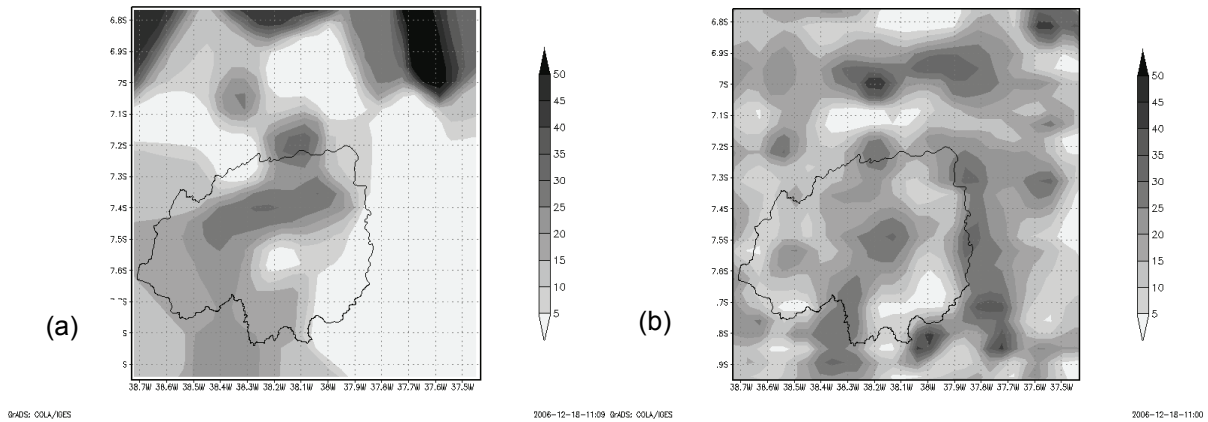 6.8S
6.9S
7S
7.1S
7.2S
7.3S
7.4S
7.5S
7.6S
S
S
S
38.7W 38.6W 38.5W 38.4W 38.3W 38.2W 38.1W 38W 37.9W 37.8W 37.7W 37.6W 37.5W
50
45
40
35
30
25
20
15
10
5
(a)
GrADS: COLA/IGES
2006-12-18-11:09
6.8S
6.9S
7S
7.1S
7.2S
7.3S
7.4S
7.5S
7.6S
7S
.8S
.9S
38.7W 38.6W 38.5W 38.4W 38.3W 38.2W 38.1W 38W 37.9W 37.8W 37.7W 37.6W 37.5W
50
45
40
35
30
25
20
15
10
5
(b)
GrADS: COLA/IGES
2006-12-18-11:00